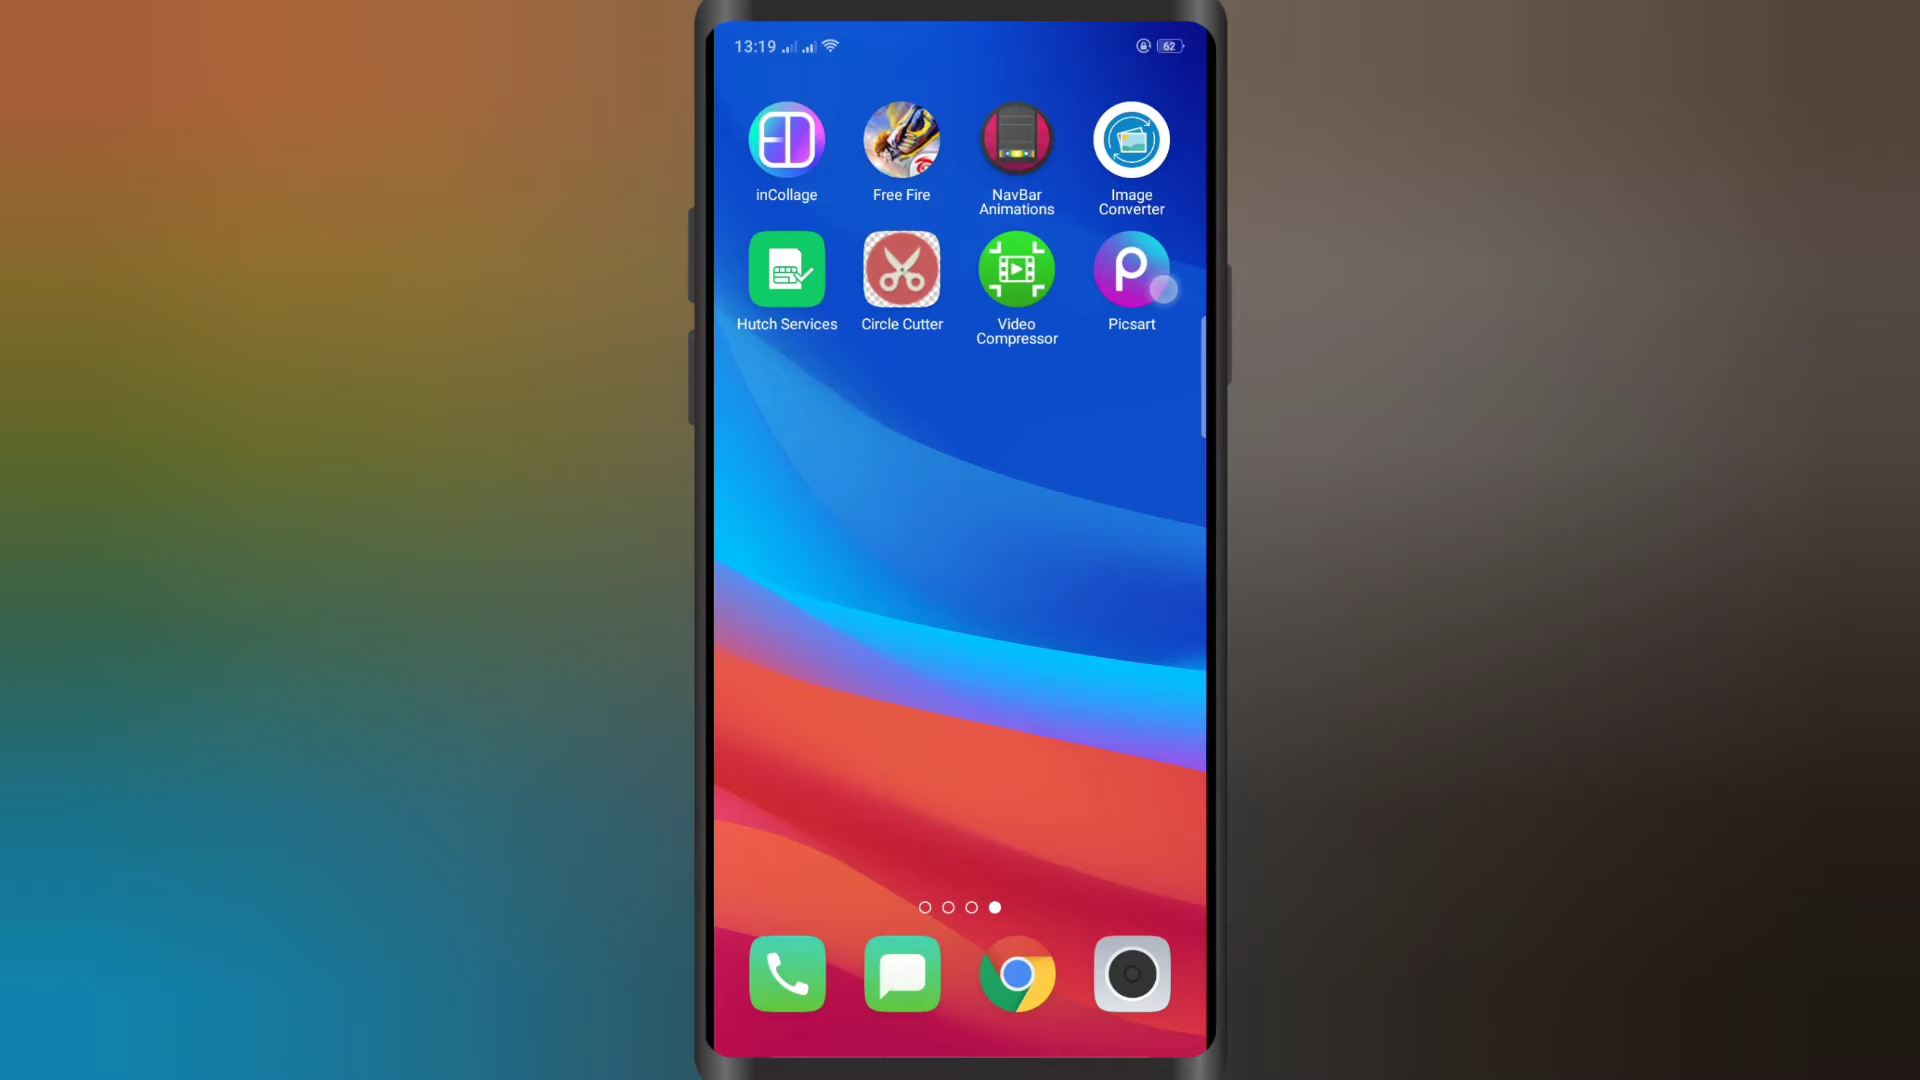 13:19
62
inCollage
Free Fire
NavBar
Animations
Image
Converter
Hutch Services
Circle Cutter
Video
Compressor
Picsart